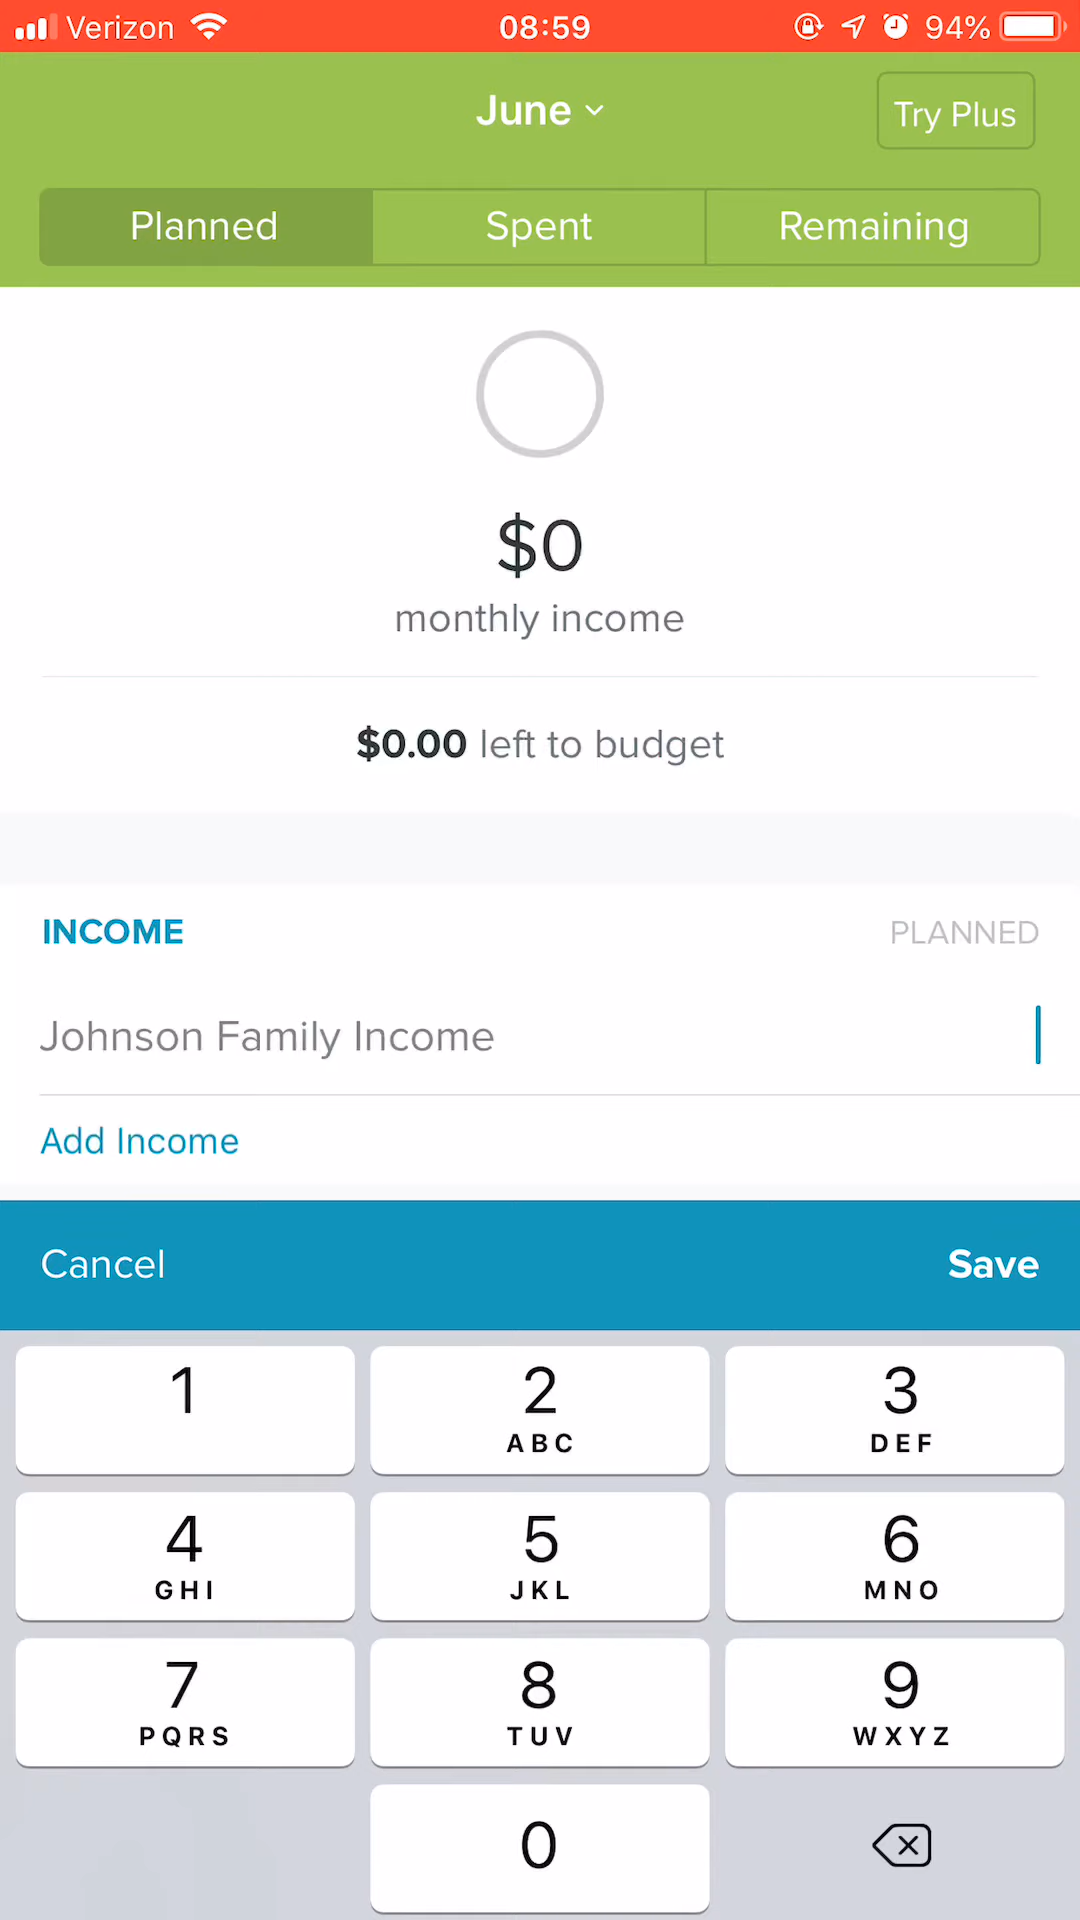 Verizon 08:59 94%
June Try Plus
Planned Spent Remaining
$0
monthly income
$0.00 left to budget
INCOME PLANNED
Johnson Family Income
Add Income
Cancel Save
1 2 3
ABC DEF
4 5 6
GHI JKL MNO
7 8 9
PQRS TUV WXYZ
0